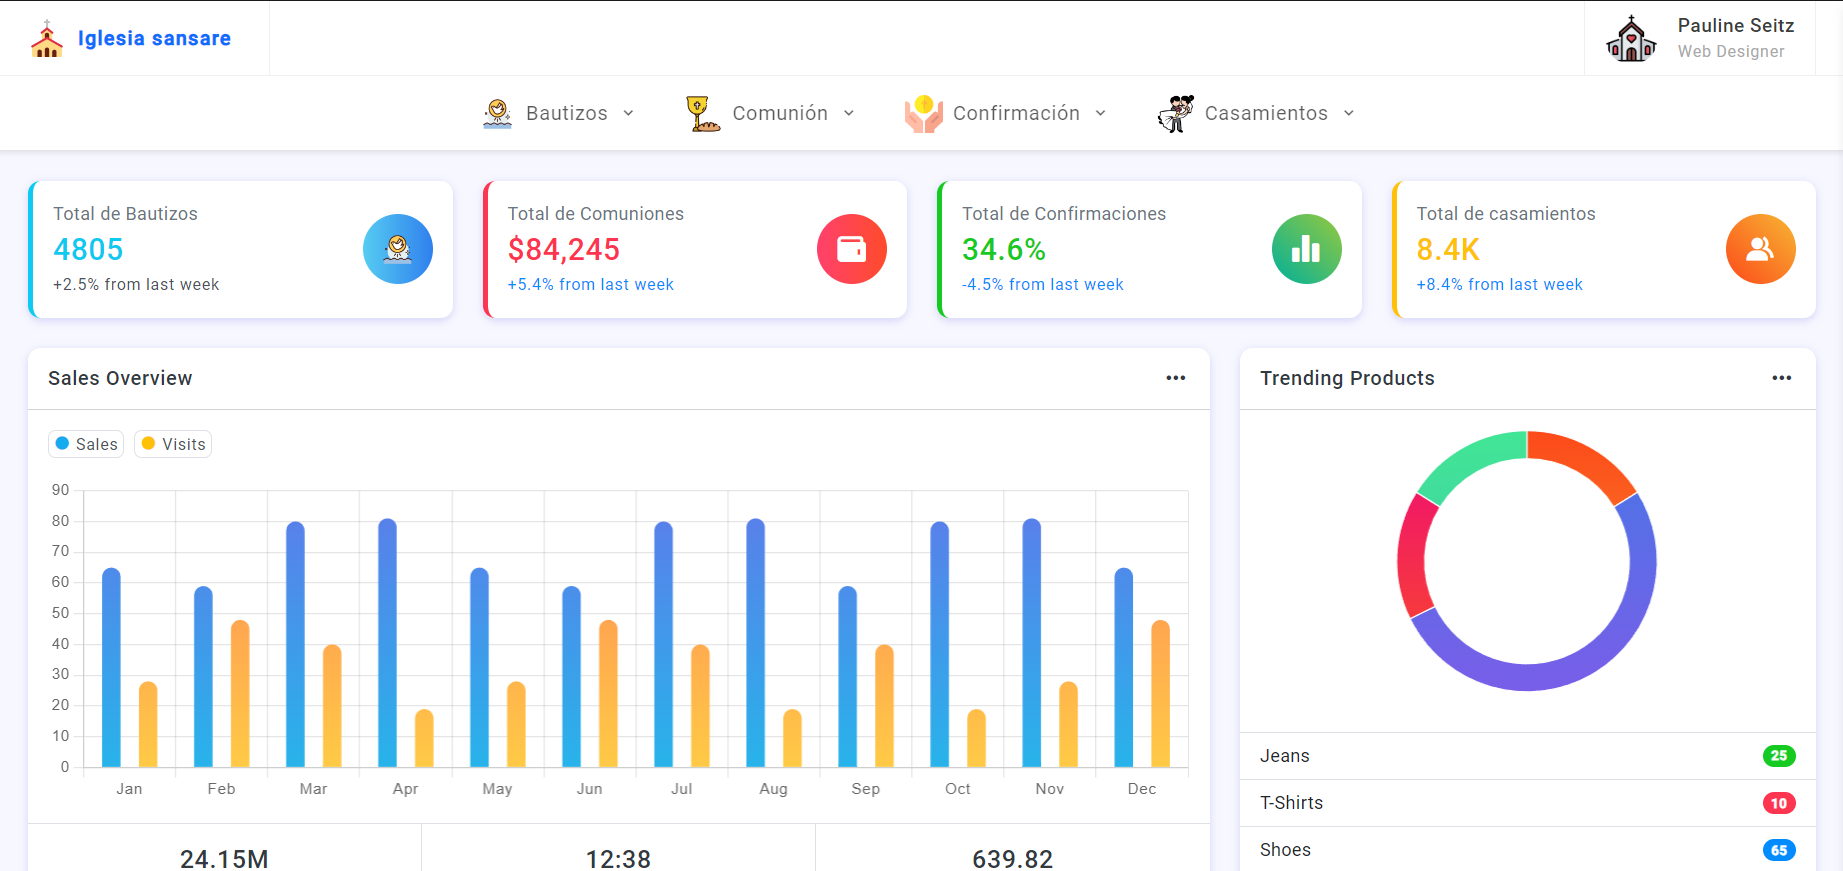 Iglesia sansare
Pauline Seitz
Web Designer
Bautizos
Comunión
Confirmación
Casamientos
Total de Bautizos
4805
+2.5% from last week
Total de Comuniones
$84,245
+5.4% from last week
Total de Confirmaciones
34.6%
-4.5% from last week
Total de casamientos
8.4K
+8.4% from last week
Sales Overview
Sales
Visits
90
80
70
60
50
40
30
20
10
0
Jan
Feb
Mar
Apr
May
Jun
Jul
Aug
Sep
Oct
Nov
Dec
24.15M
12:38
639.82
Trending Products
Jeans 25
T-Shirts 10
Shoes 65